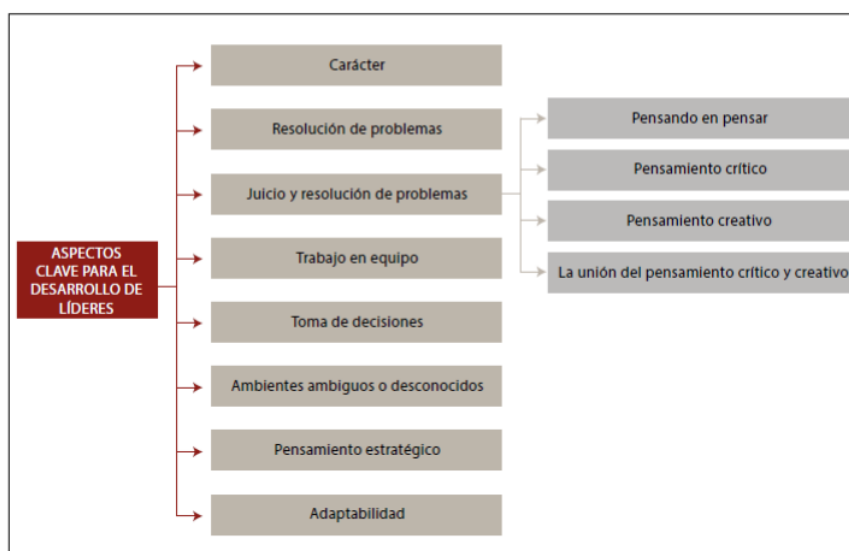 ASPECTOS
CLAVE PARA EL
DESARROLLO DE
LÍDERES
Carácter
Resolución de problemas
Juicio y resolución de problemas
Trabajo en equipo
Toma de decisiones
Ambientes ambiguos o desconocidos
Pensamiento estratégico
Adaptabilidad
Pensando en pensar
Pensamiento crítico
Pensamiento creativo
La unión del pensamiento crítico y creativo